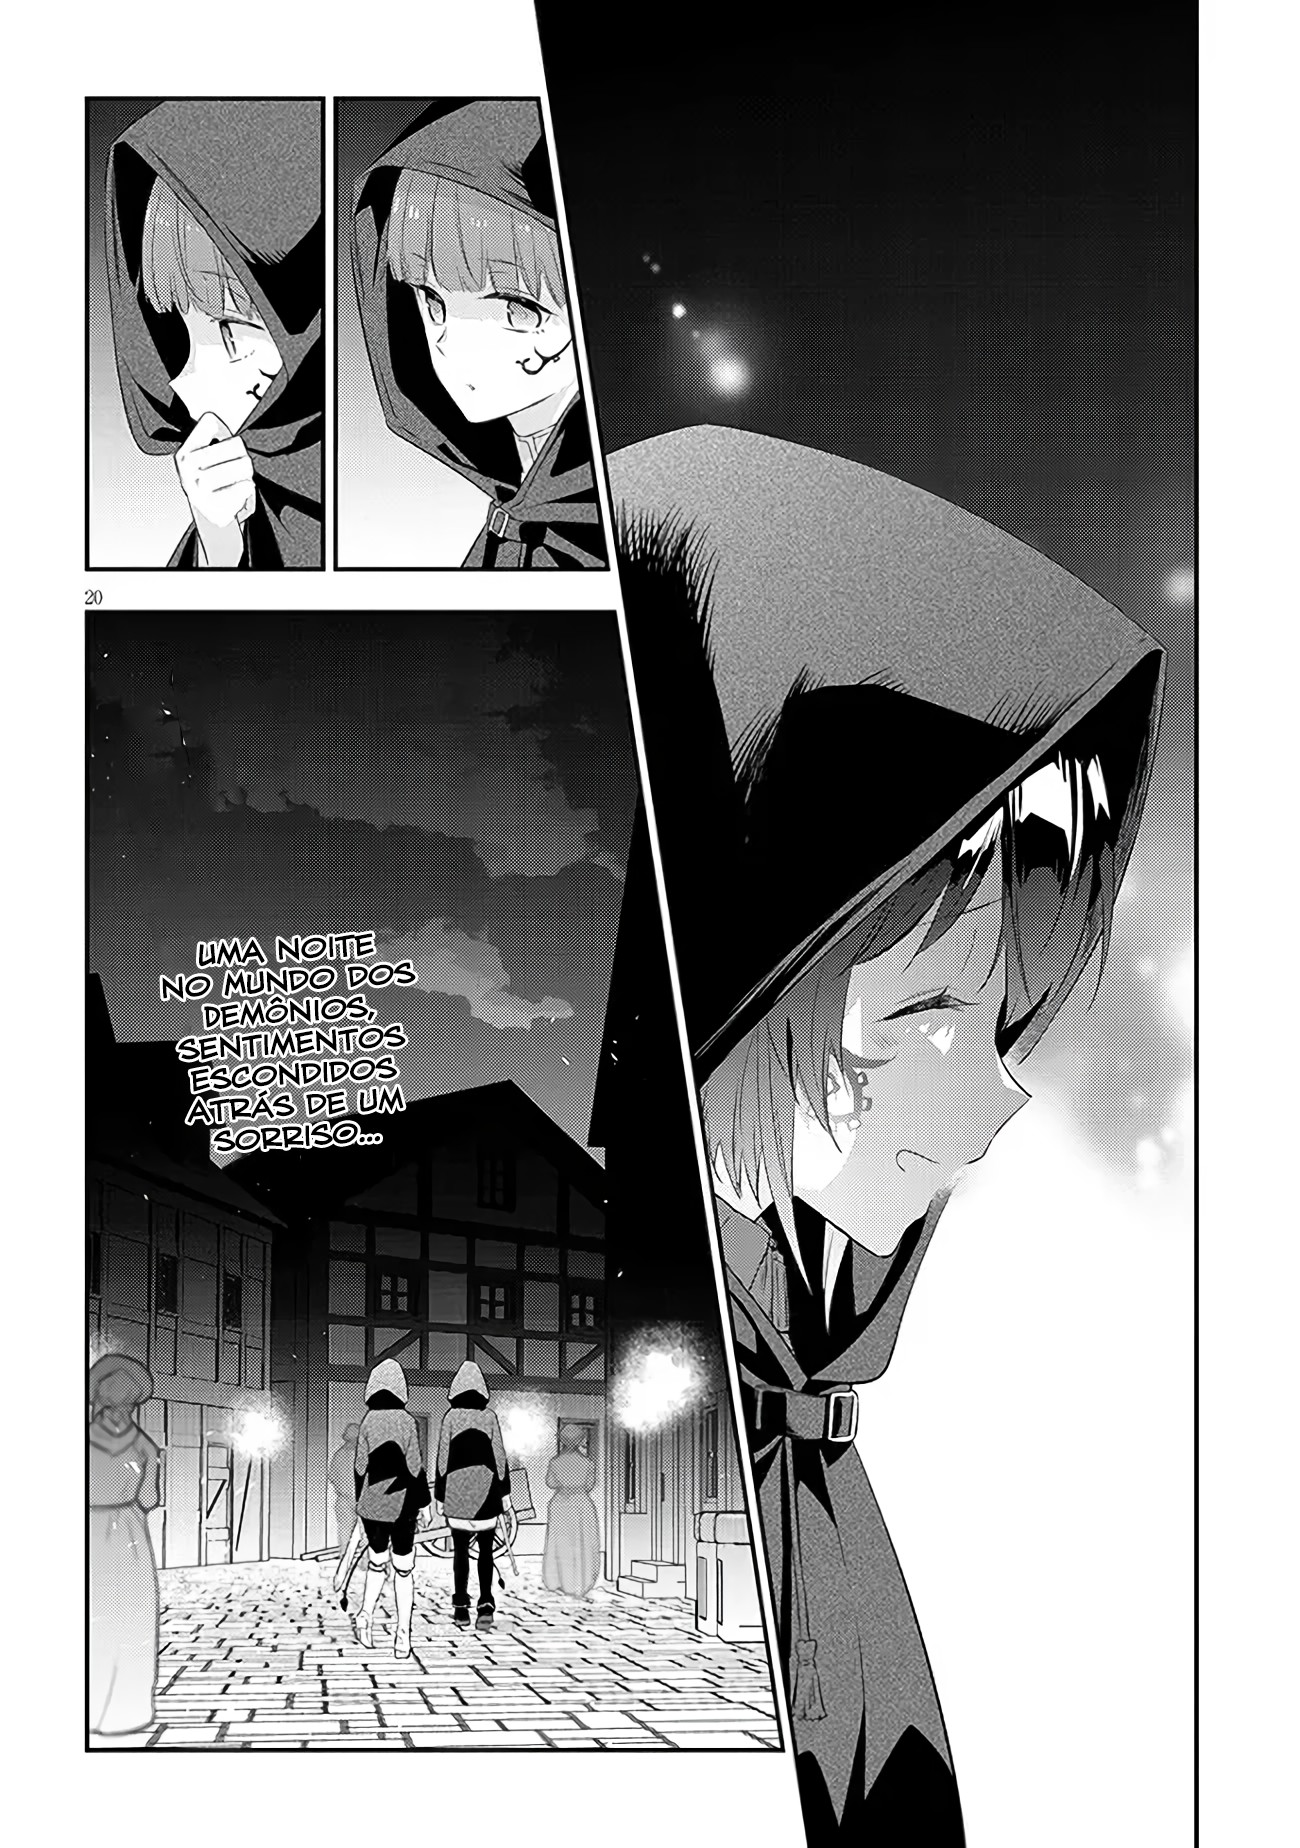 20
UMA NOITE
NO MUNDO DOS
DEMÔNIOS,
SENTIMENTOS
ESCONDIDOS
ATRÁS DE UM
SORRISO...